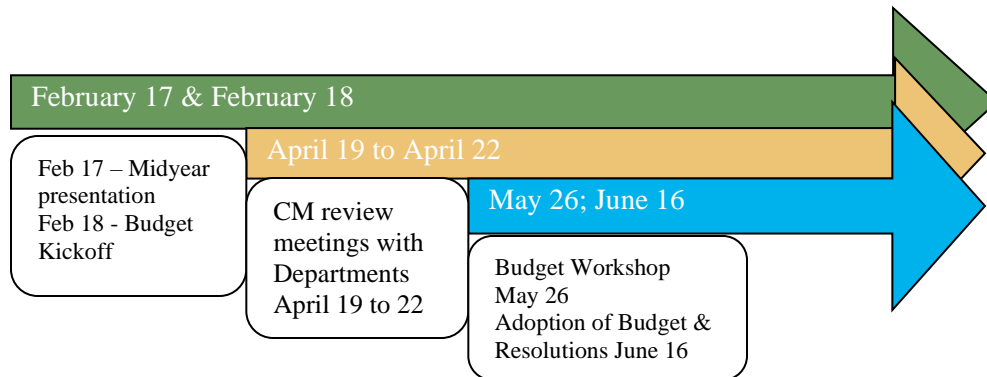 February 17 & February 18
Feb 17 – Midyear
presentation
Feb 18 - Budget
Kickoff
April 19 to April 22
CM review
meetings with
Departments
April 19 to 22
May 26; June 16
Budget Workshop
May 26
Adoption of Budget &
Resolutions June 16